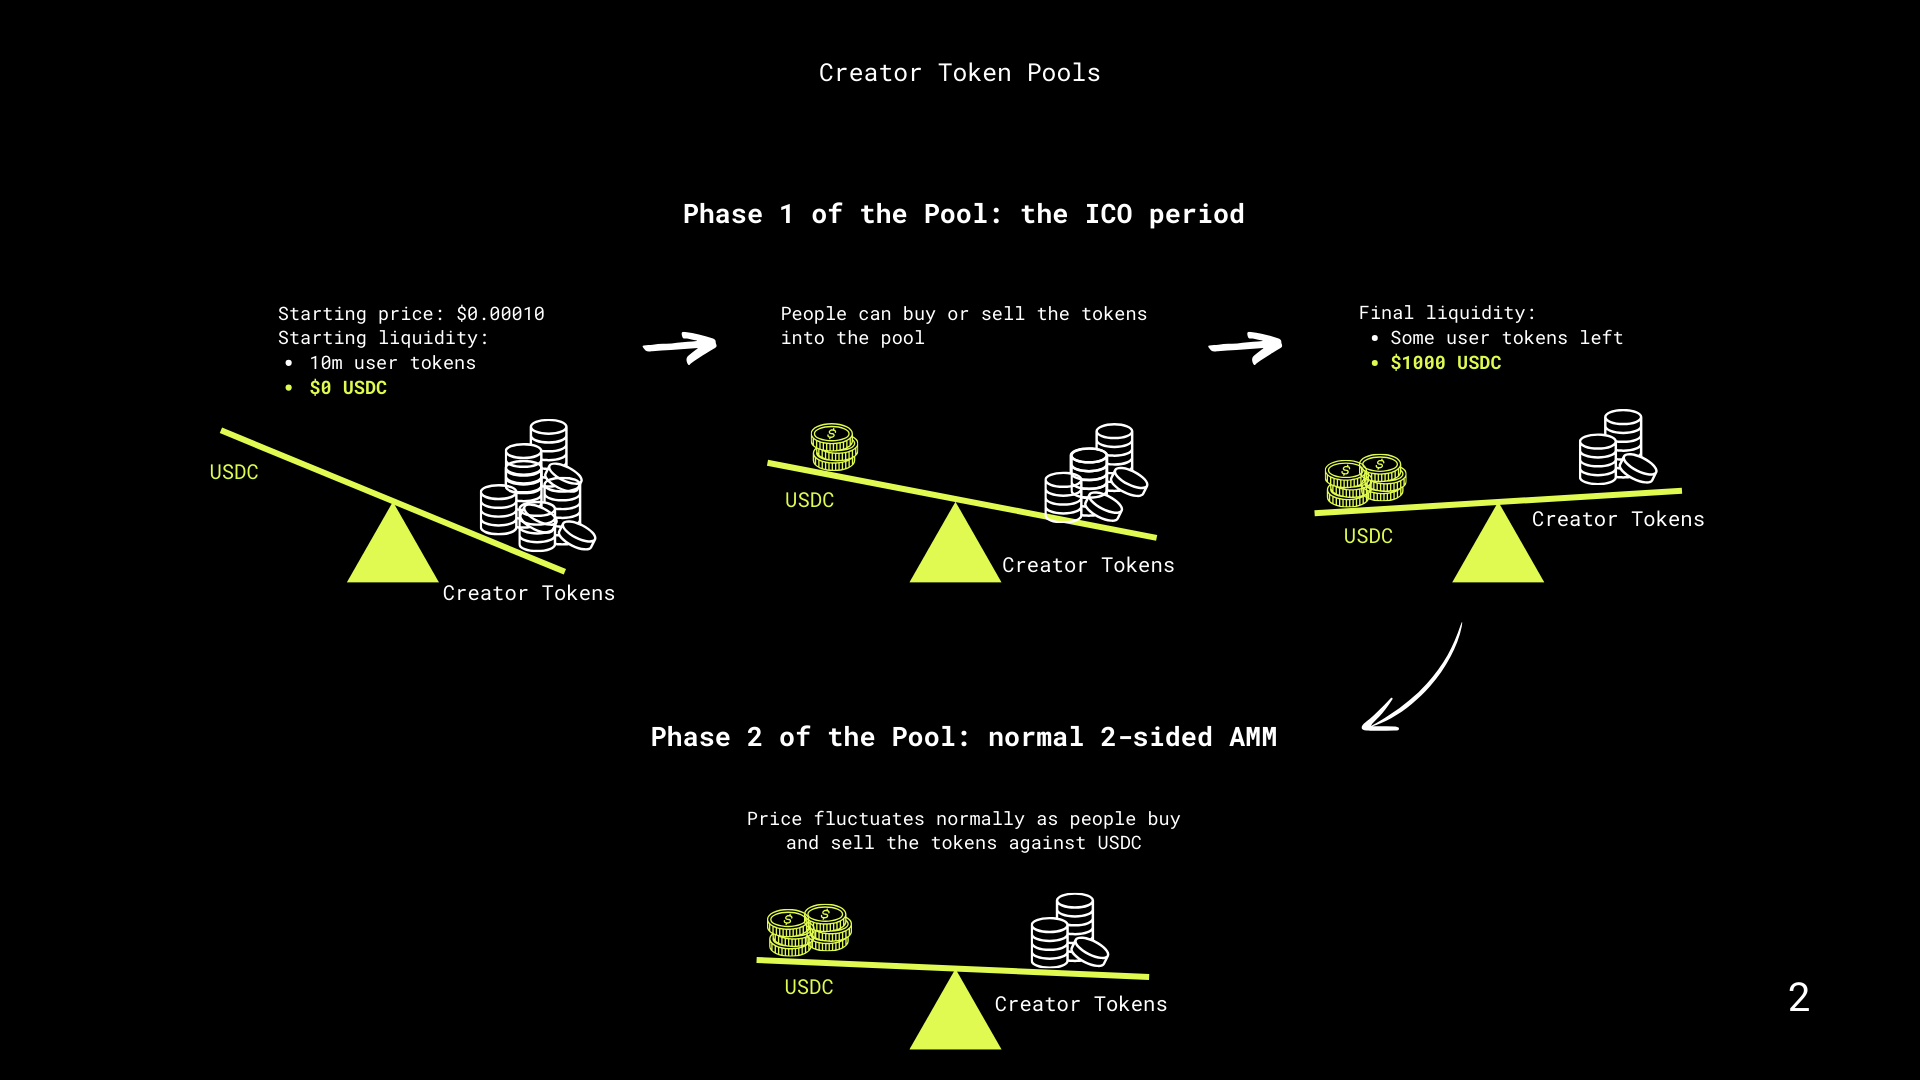 Creator Token Pools
Phase 1 of the Pool: the ICO period
Starting price: $0.00010
Starting liquidity:
• 10m user tokens
• $0 USDC
USDC
Creator Tokens
People can buy or sell the tokens
into the pool
$
USDC
Creator Tokens
Final liquidity:
• Some user tokens left
• $1000 USDC
$ $
USDC
Creator Tokens
Phase 2 of the Pool: normal 2-sided AMM
Price fluctuates normally as people buy
and sell the tokens against USDC
$ $
USDC
Creator Tokens
2